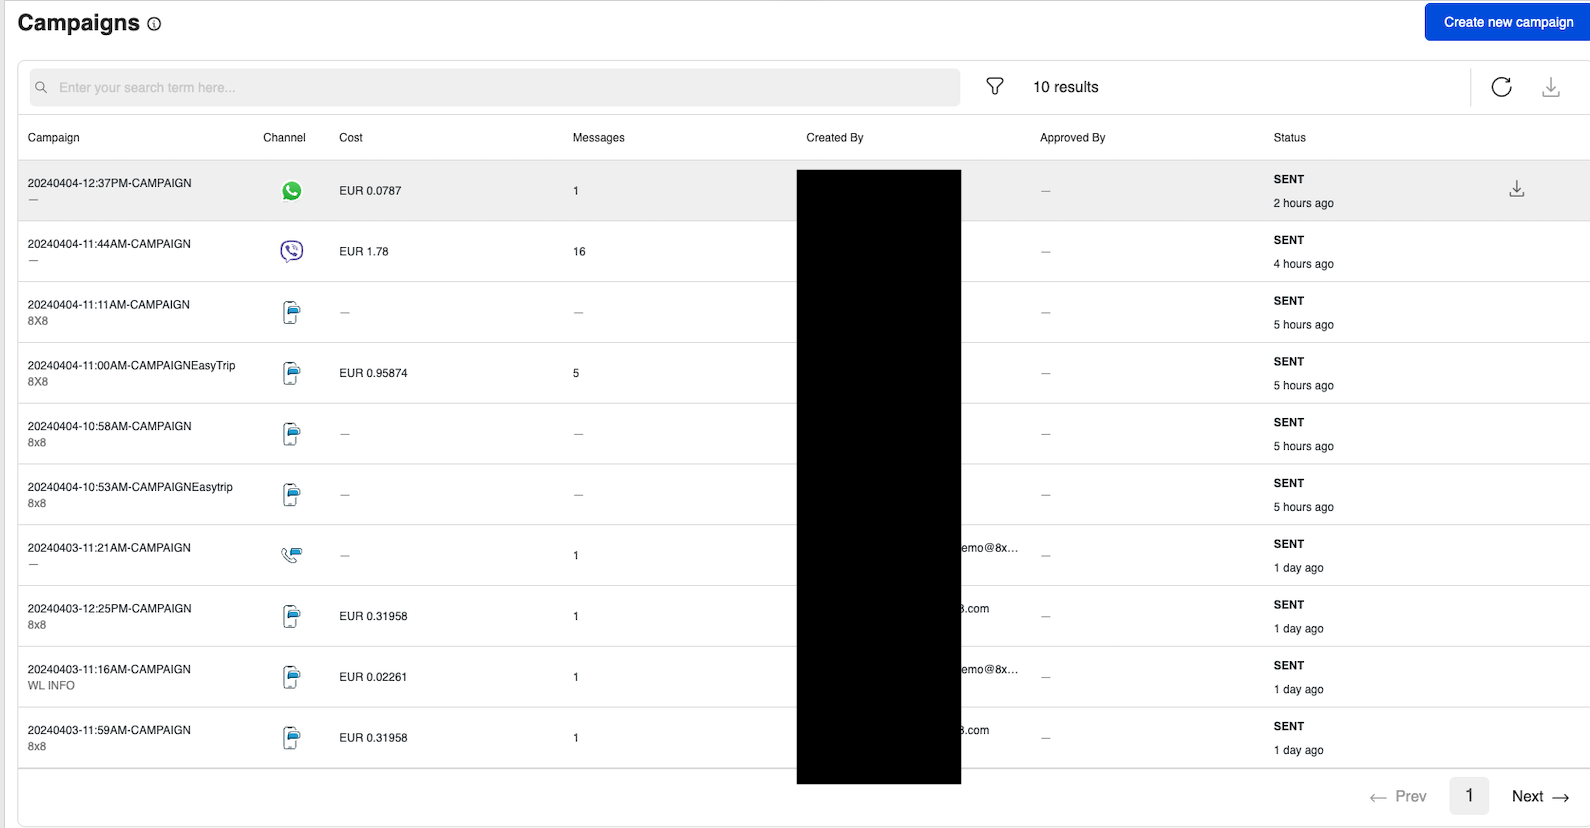 Campaigns
Create new campaign
Enter your search term here...
10 results
Campaign Channel Cost Messages Created By Approved By Status
20240404-12:37PM-CAMPAIGN
—
EUR 0.0787 1 —
SENT
2 hours ago
20240404-11:44AM-CAMPAIGN
—
EUR 1.78 16 —
SENT
4 hours ago
20240404-11:11AM-CAMPAIGN
8X8
— — —
SENT
5 hours ago
20240404-11:00AM-CAMPAIGNEasyTrip
8X8
EUR 0.95874 5 —
SENT
5 hours ago
20240404-10:58AM-CAMPAIGN
8x8
— — —
SENT
5 hours ago
20240404-10:53AM-CAMPAIGNEasytrip
8x8
— — —
SENT
5 hours ago
20240403-11:21AM-CAMPAIGN
—
— 1 emo@8x... —
SENT
1 day ago
20240403-12:25PM-CAMPAIGN
8x8
EUR 0.31958 1 .com —
SENT
1 day ago
20240403-11:16AM-CAMPAIGN
WL INFO
EUR 0.02261 1 emo@8x... —
SENT
1 day ago
20240403-11:59AM-CAMPAIGN
8x8
EUR 0.31958 1 .com —
SENT
1 day ago
← Prev 1 Next →